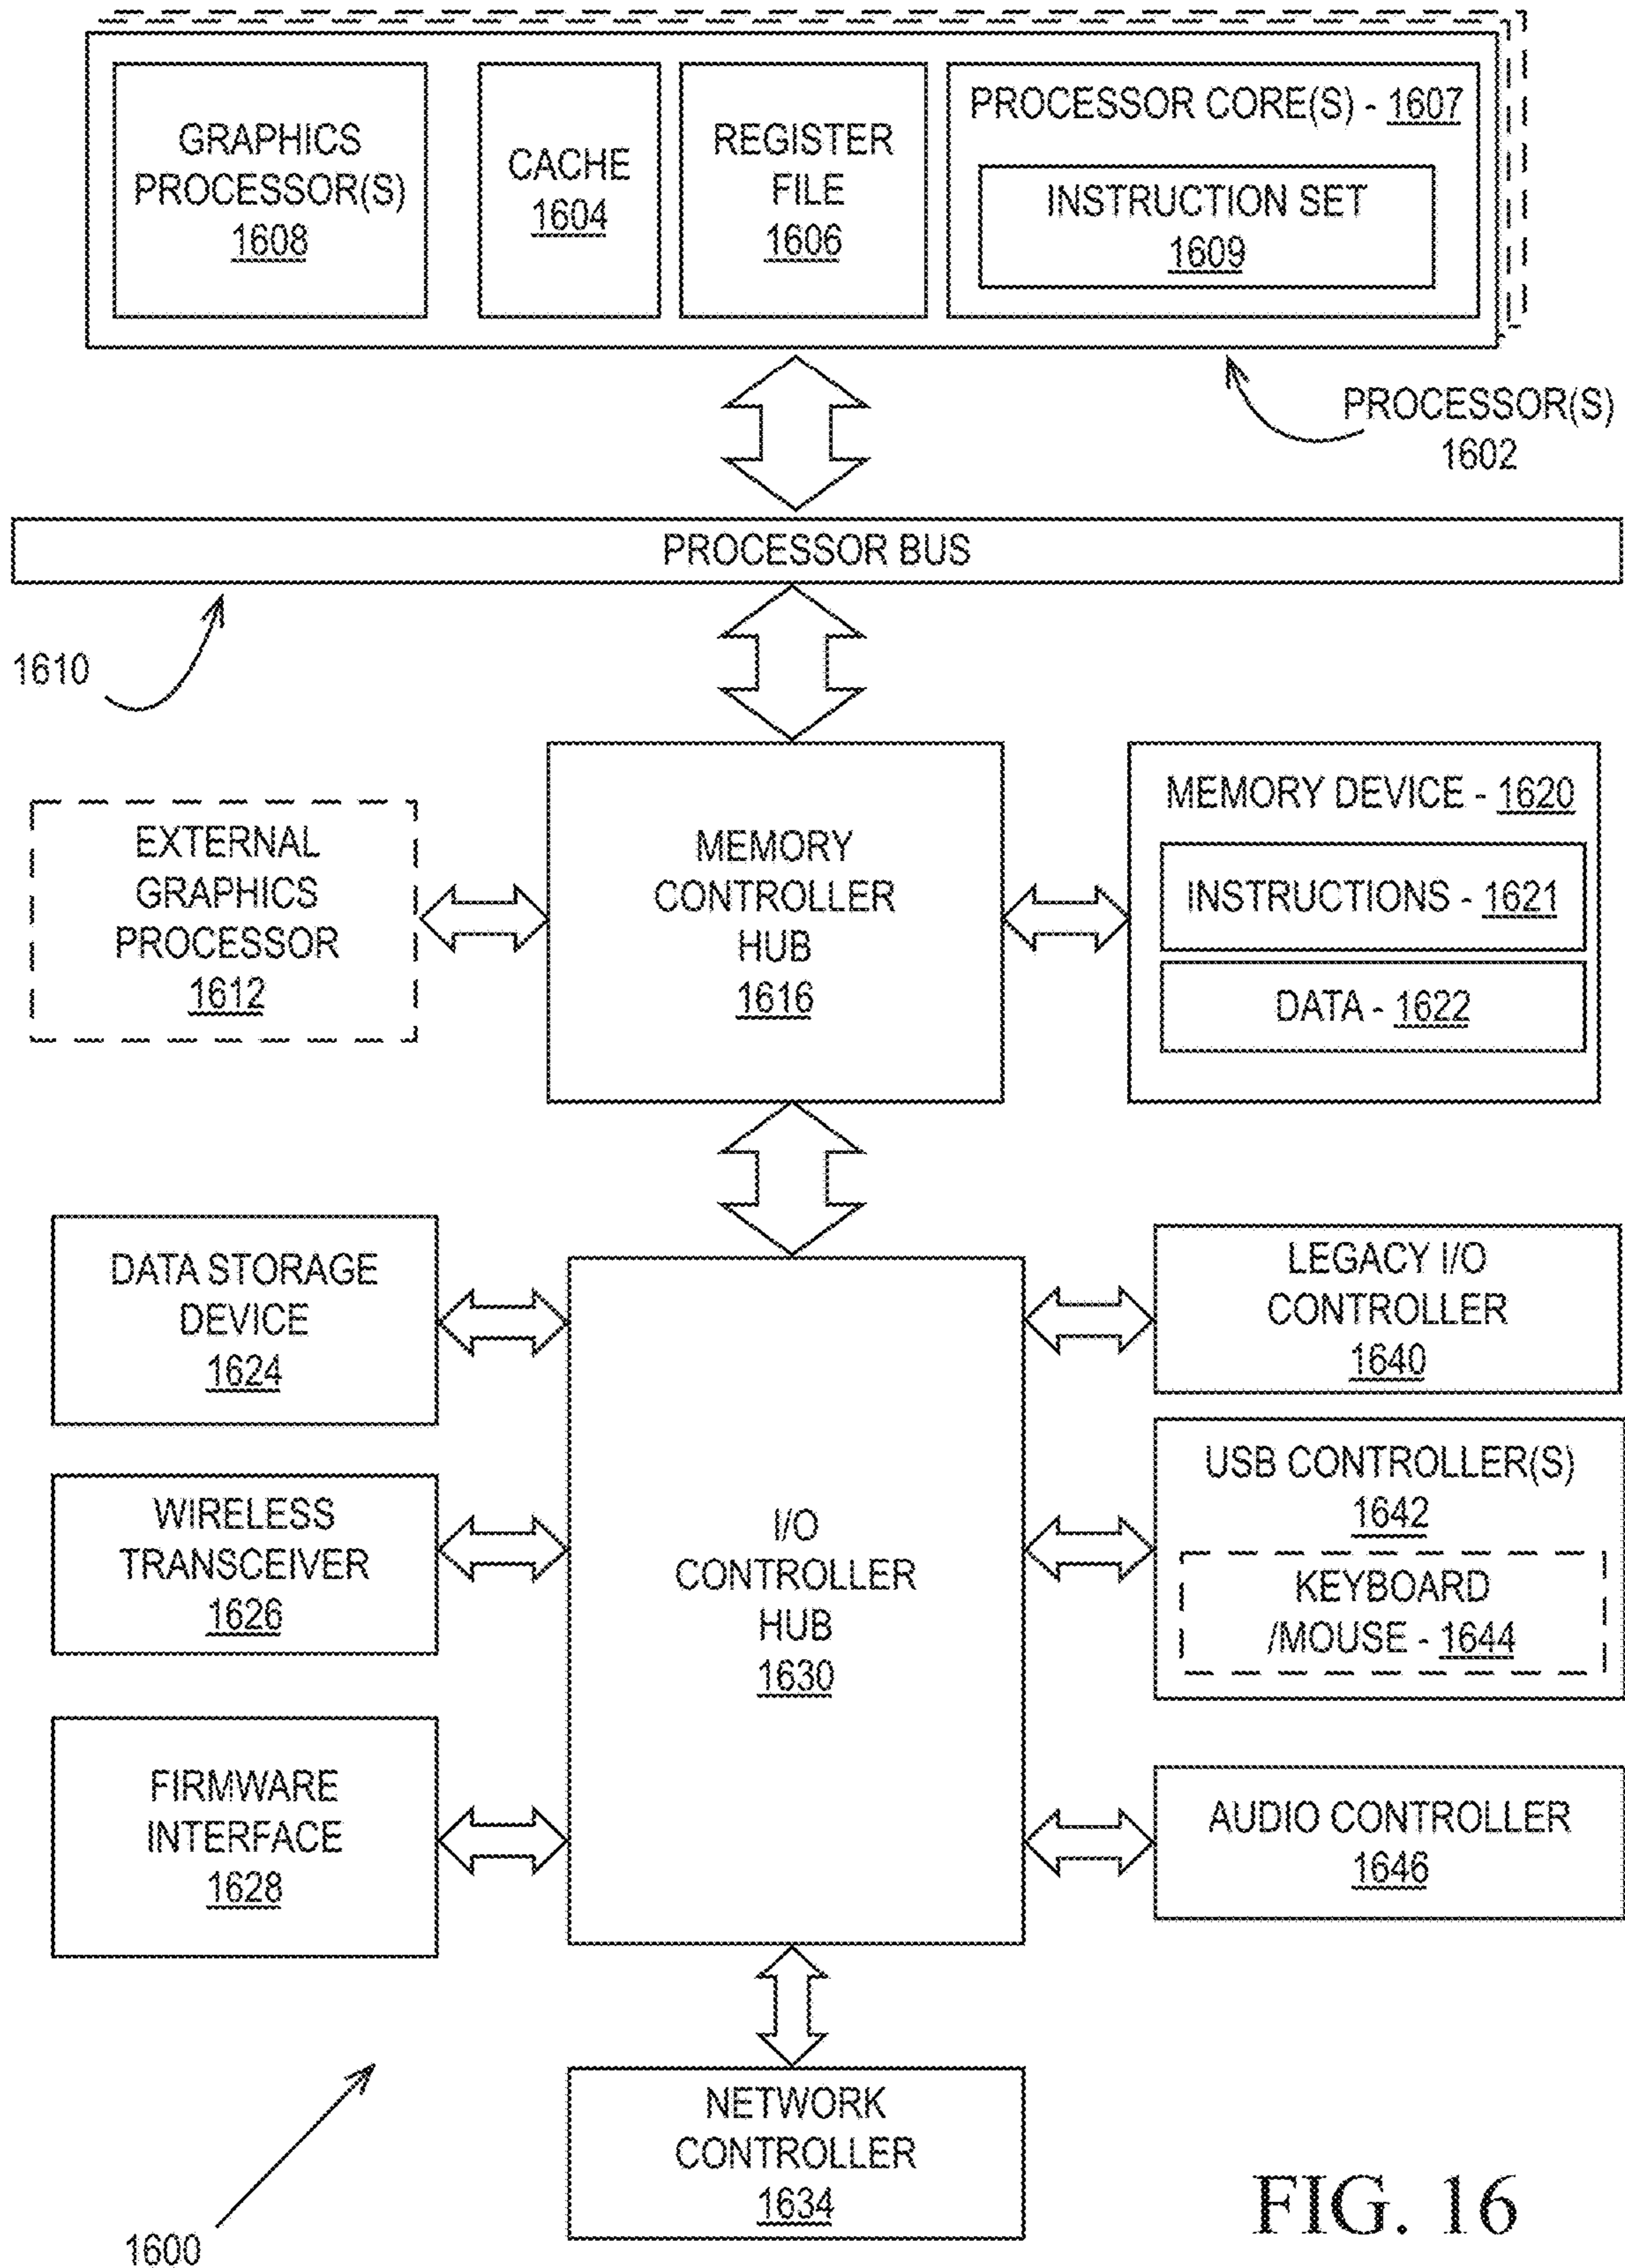 GRAPHICS
PROCESSOR(S)
1608
CACHE
1604
REGISTER
FILE
1606
PROCESSOR CORE(S) - 1607
INSTRUCTION SET
1609
PROCESSOR(S)
1602
PROCESSOR BUS
1610
EXTERNAL
GRAPHICS
PROCESSOR
1612
MEMORY
CONTROLLER
HUB
1616
MEMORY DEVICE - 1620
INSTRUCTIONS - 1621
DATA - 1622
DATA STORAGE
DEVICE
1624
WIRELESS
TRANSCEIVER
1626
FIRMWARE
INTERFACE
1628
I/O
CONTROLLER
HUB
1630
LEGACY I/O
CONTROLLER
1640
USB CONTROLLER(S)
1642
KEYBOARD
/MOUSE - 1644
AUDIO CONTROLLER
1646
NETWORK
CONTROLLER
1634
1600
FIG. 16